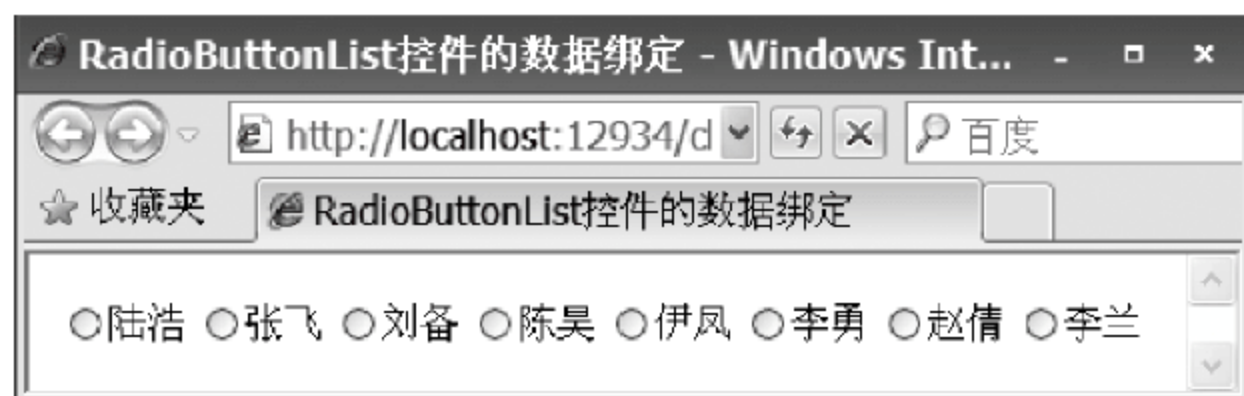 RadioButtonList控件的数据绑定 - Windows Int...
http://localhost:12934/d 百度
收藏夹 RadioButtonList控件的数据绑定
陆浩 张飞 刘备 陈昊 伊凤 李勇 赵倩 李兰